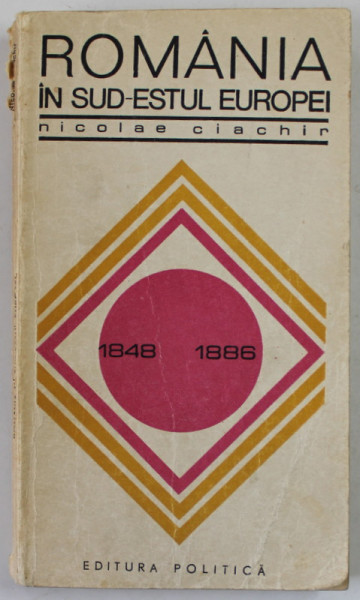 ROMÂNIA
ÎN SUD-ESTUL EUROPEI
nicolae ciachir
1848 1886
EDITURA POLITICĂ